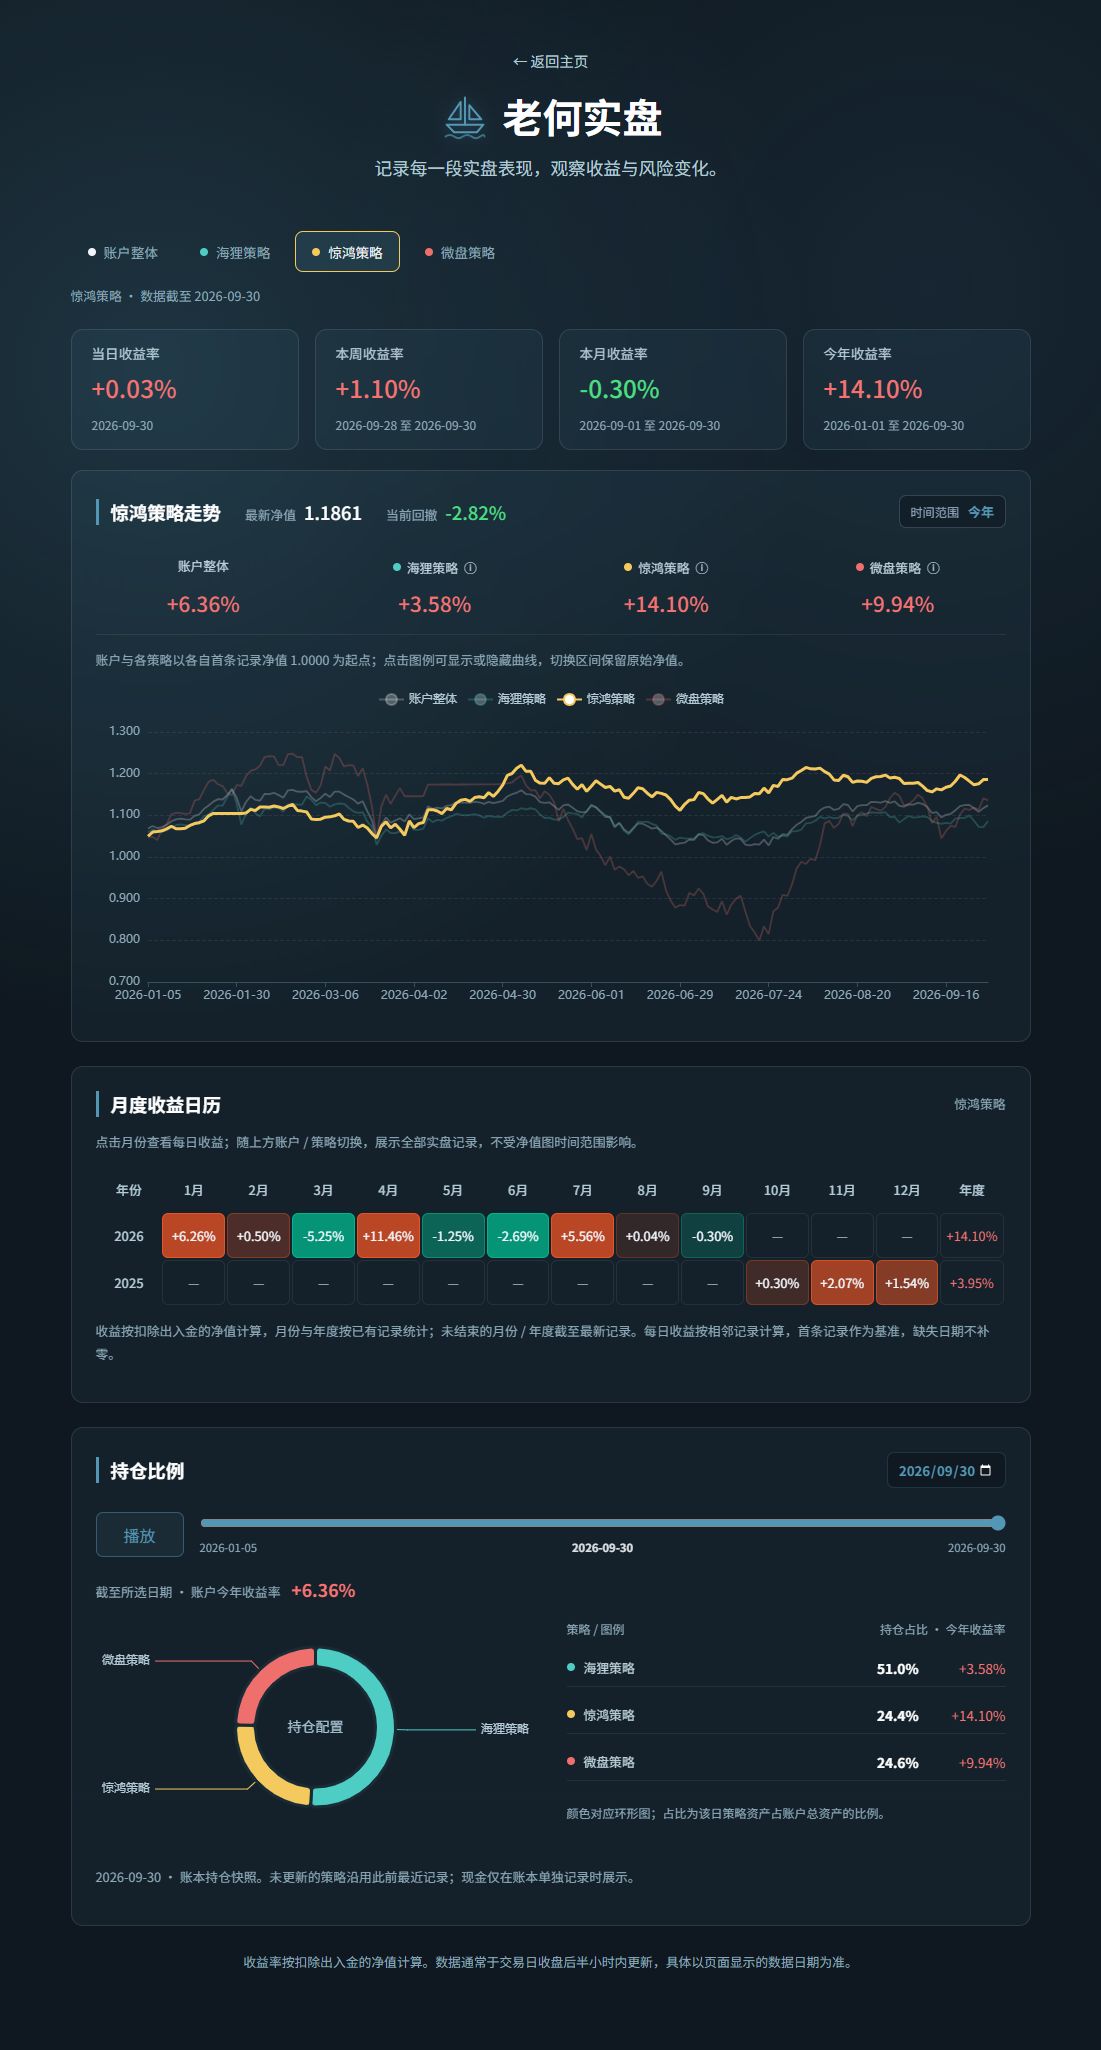 ← 返回主页
老何实盘
记录每一段实盘表现，观察收益与风险变化。
账户整体 海狸策略 惊鸿策略 微盘策略
惊鸿策略 · 数据截至 2026-09-30
当日收益率 本周收益率 本月收益率 今年收益率
+0.03% +1.10% -0.30% +14.10%
2026-09-30 2026-09-28 至 2026-09-30 2026-09-01 至 2026-09-30 2026-01-01 至 2026-09-30
惊鸿策略走势 最新净值 1.1861 当前回撤 -2.82% 时间范围 今年
账户整体 海狸策略 ⓘ 惊鸿策略 ⓘ 微盘策略 ⓘ
+6.36% +3.58% +14.10% +9.94%
账户与各策略以各自首条记录净值 1.0000 为起点；点击图例可显示或隐藏曲线，切换区间保留原始净值。
账户整体 海狸策略 惊鸿策略 微盘策略
1.300
1.200
1.100
1.000
0.900
0.800
0.700
2026-01-05 2026-01-30 2026-03-06 2026-04-02 2026-04-30 2026-06-01 2026-06-29 2026-07-24 2026-08-20 2026-09-16
月度收益日历 惊鸿策略
点击月份查看每日收益；随上方账户 / 策略切换，展示全部实盘记录，不受净值图时间范围影响。
年份 1月 2月 3月 4月 5月 6月 7月 8月 9月 10月 11月 12月 年度
2026 +6.26% +0.50% -5.25% +11.46% -1.25% -2.69% +5.56% +0.04% -0.30% — — — +14.10%
2025 — — — — — — — — — +0.30% +2.07% +1.54% +3.95%
收益按扣除出入金的净值计算，月份与年度按已有记录统计；未结束的月份 / 年度截至最新记录。每日收益按相邻记录计算，首条记录作为基准，缺失日期不补
零。
持仓比例 2026/09/30
播放
2026-01-05 2026-09-30 2026-09-30
截至所选日期 · 账户今年收益率 +6.36%
策略 / 图例 持仓占比 · 今年收益率
微盘策略
海狸策略
惊鸿策略
持仓配置
海狸策略 51.0% +3.58%
惊鸿策略 24.4% +14.10%
微盘策略 24.6% +9.94%
颜色对应环形图；占比为该日策略资产占账户总资产的比例。
2026-09-30 · 账本持仓快照。未更新的策略沿用此前最近记录；现金仅在账本单独记录时展示。
收益率按扣除出入金的净值计算。数据通常于交易日收盘后半小时内更新，具体以页面显示的数据日期为准。